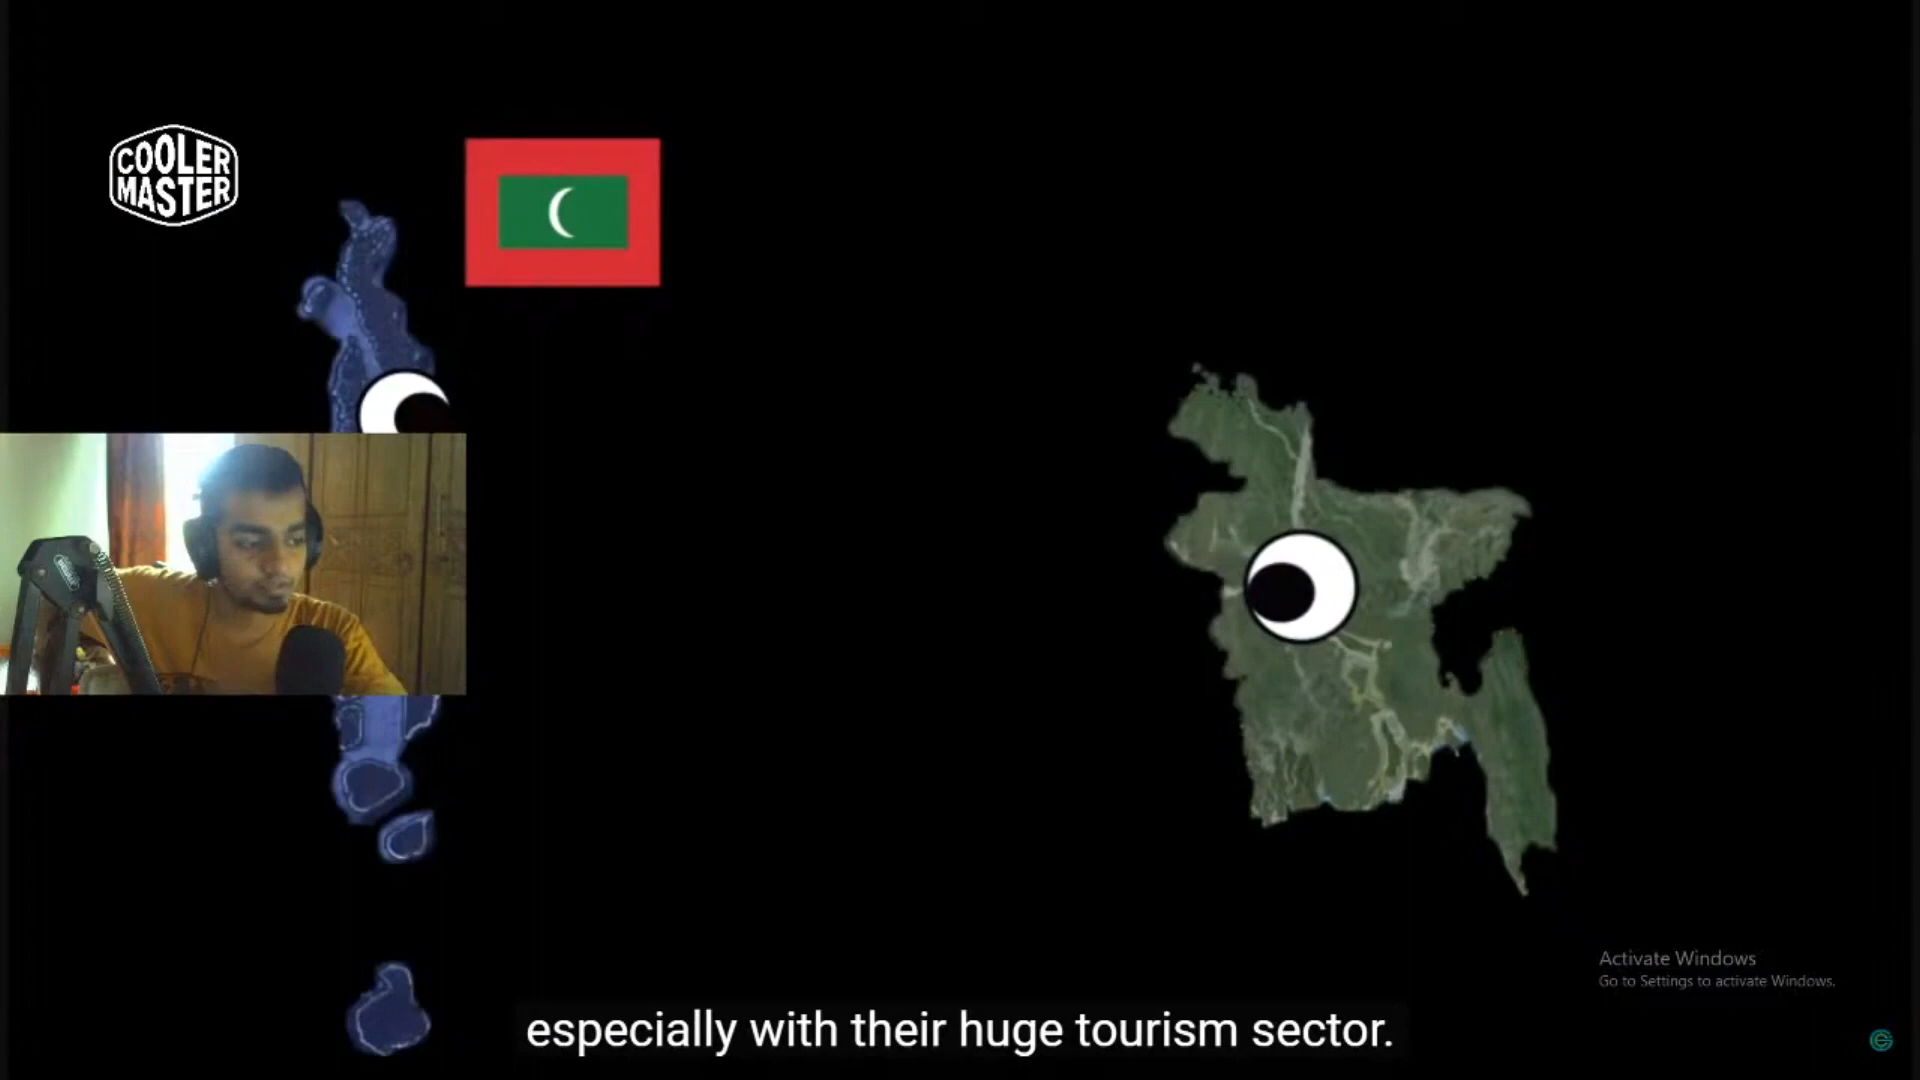 COOLER
MASTER
Activate Windows
Go to Settings to activate Windows.
especially with their huge tourism sector.